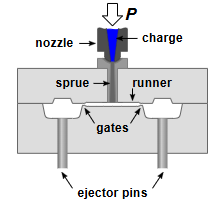 P
nozzle
charge
sprue
runner
gates
ejector pins